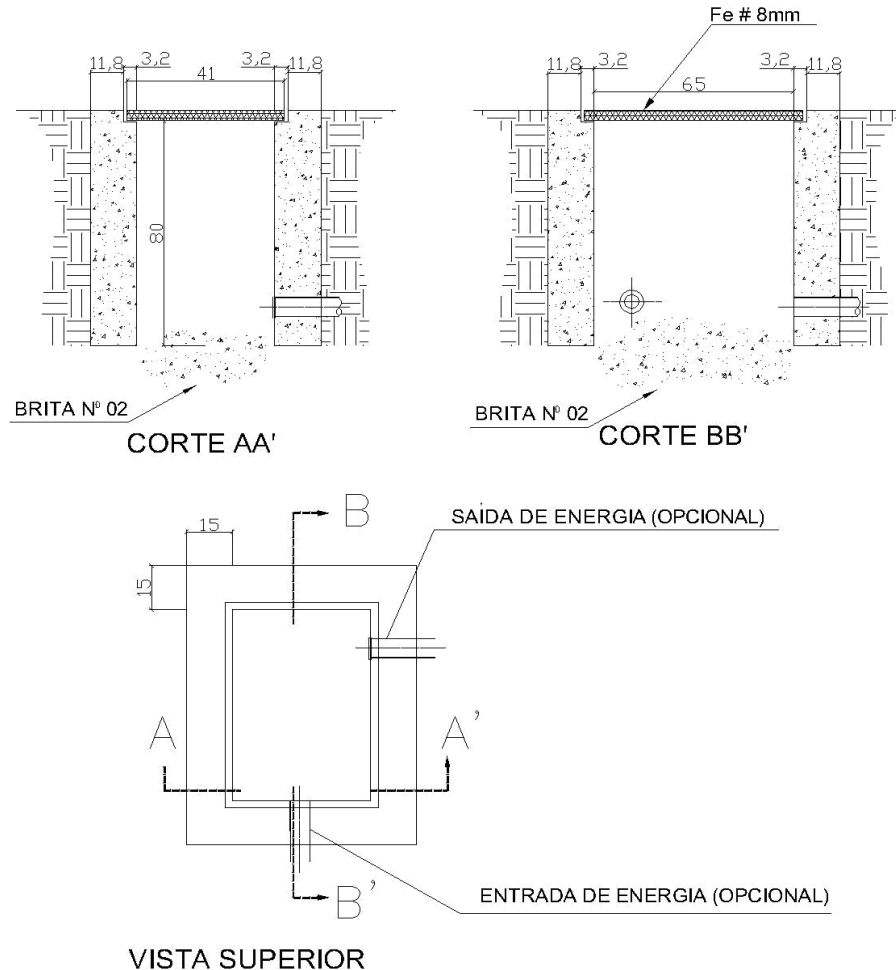 Fe # 8mm
11,8 3,2 41 3,2 11,8
11,8 3,2 65 3,2 11,8
80
BRITA Nº 02
CORTE AA'
BRITA Nº 02
CORTE BB'
15
15
B
SAÍDA DE ENERGIA (OPCIONAL)
A
A'
B'
ENTRADA DE ENERGIA (OPCIONAL)
VISTA SUPERIOR